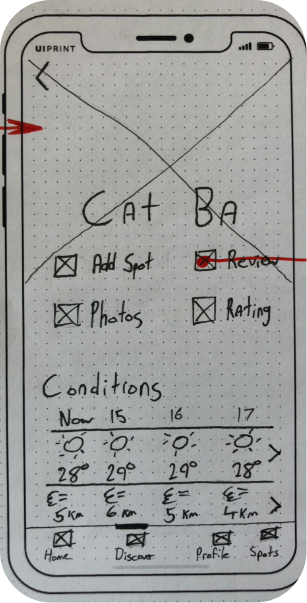 UIPRINT
CAt BA
Add Spot Review
Photos Rating
Conditions
Now 15 16 17
28° 29° 29° 28°
5 Km 6 Km 5 Km 4 Km
Home Discover Profile Spots